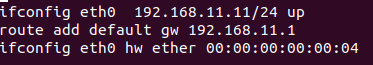 ifconfig eth0  192.168.11.11/24 up
route add default gw 192.168.11.1
ifconfig eth0 hw ether 00:00:00:00:00:04